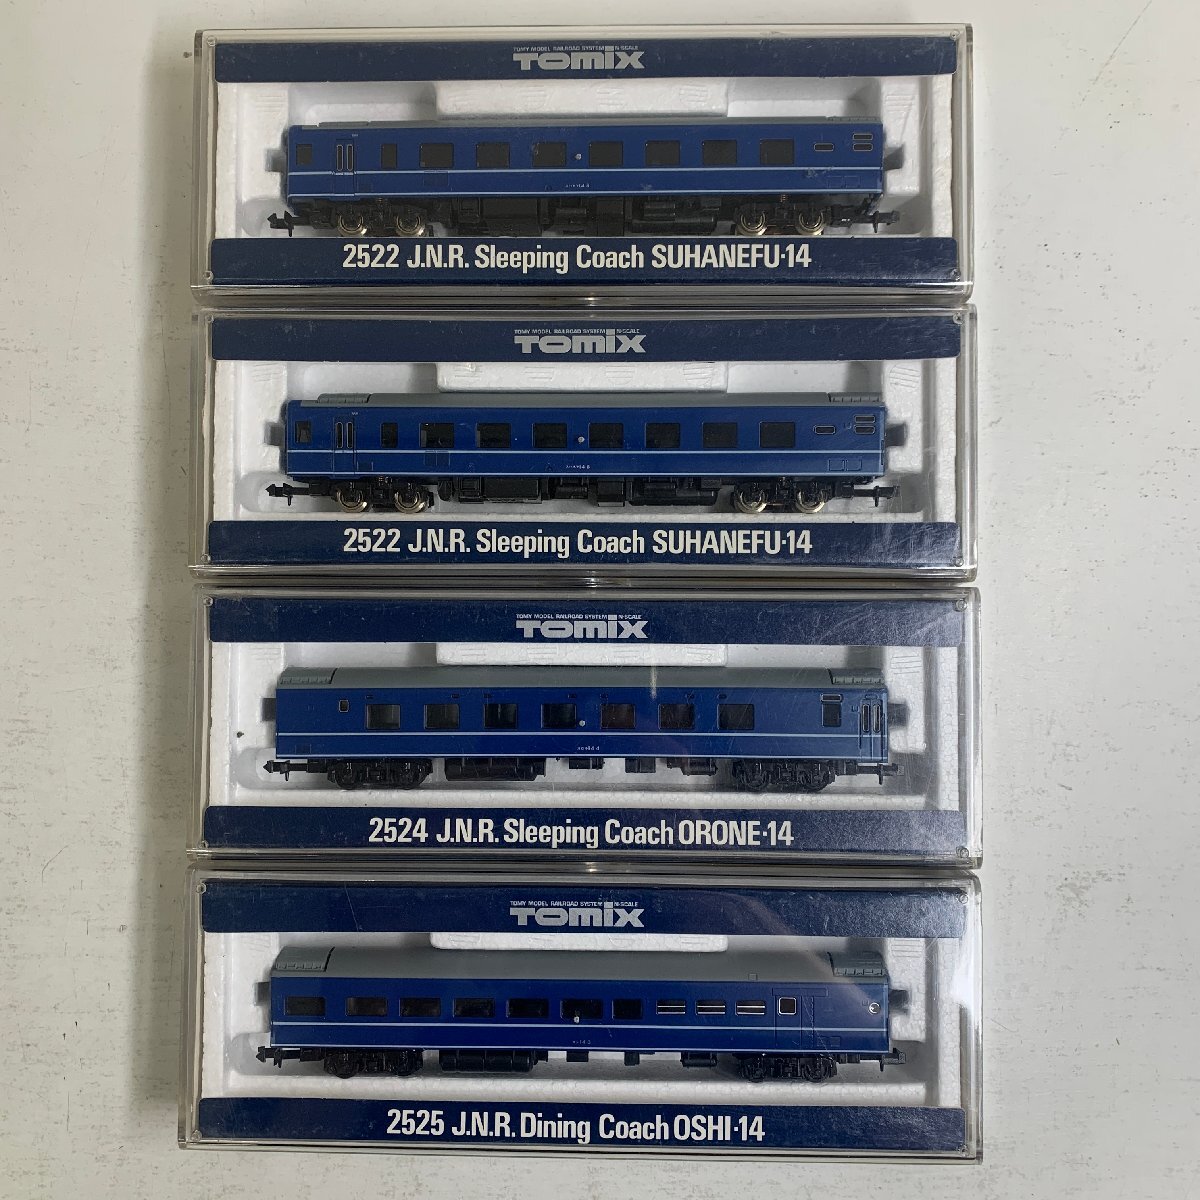 TOMY MODEL RAILROAD SYSTEM N-SCALE
TOMIX
2522 J.N.R. Sleeping Coach SUHANEFU·14
TOMY MODEL RAILROAD SYSTEM N-SCALE
TOMIX
2522 J.N.R. Sleeping Coach SUHANEFU·14
TOMY MODEL RAILROAD SYSTEM N-SCALE
TOMIX
2524 J.N.R. Sleeping Coach ORONE·14
TOMY MODEL RAILROAD SYSTEM N-SCALE
TOMIX
2525 J.N.R. Dining Coach OSHI·14